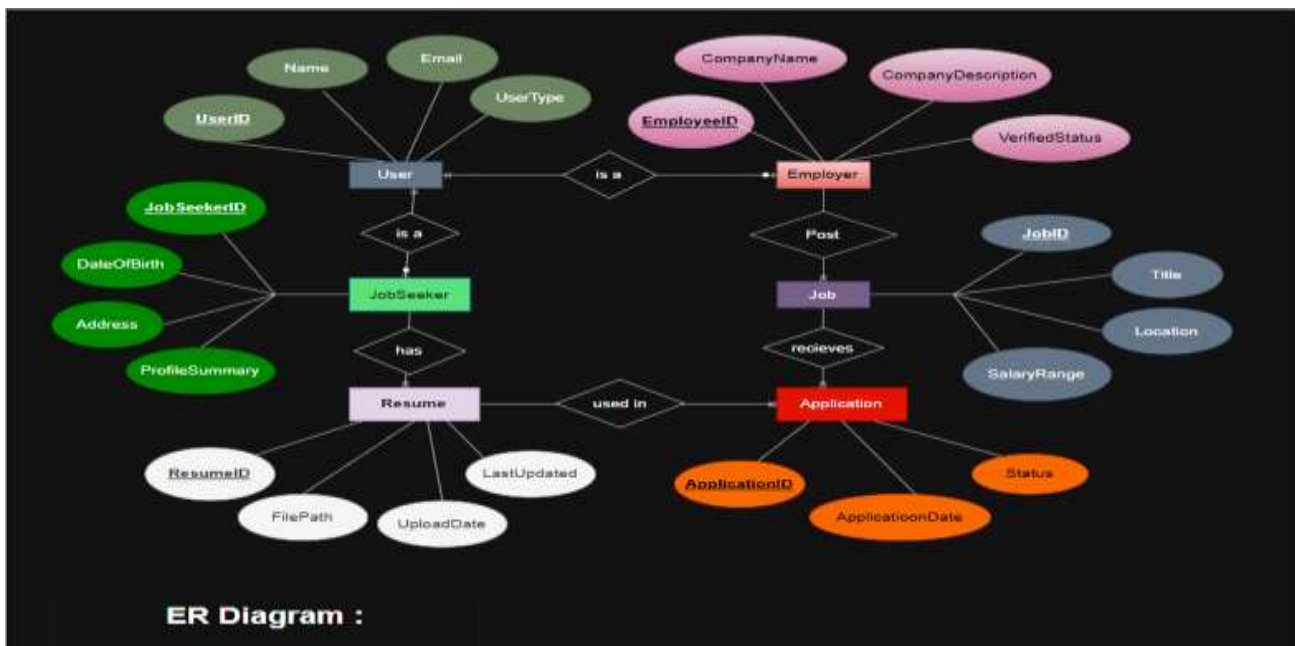 Email
CompanyName
Name
CompanyDescription
UserType
UserID
EmployeeID
VerifiedStatus
User
is a
Employer
JobSeekerID
is a
Post
JobID
DateOfBirth
Title
JobSeeker
Job
Address
Location
has
recieves
ProfileSummary
SalaryRange
Resume
used in
Application
ResumeID
LastUpdated
Status
ApplicationID
FilePath
UploadDate
ApplicatioonDate
ER Diagram :